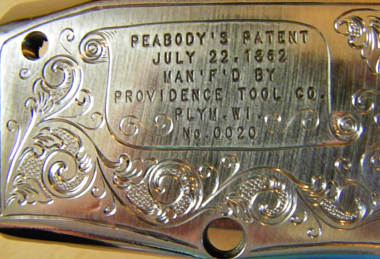 PEABODY'S PATENT
JULY 22, 1862
MAN'F'D BY
PROVIDENCE TOOL CO.
PLYM. WI.
No. 0020